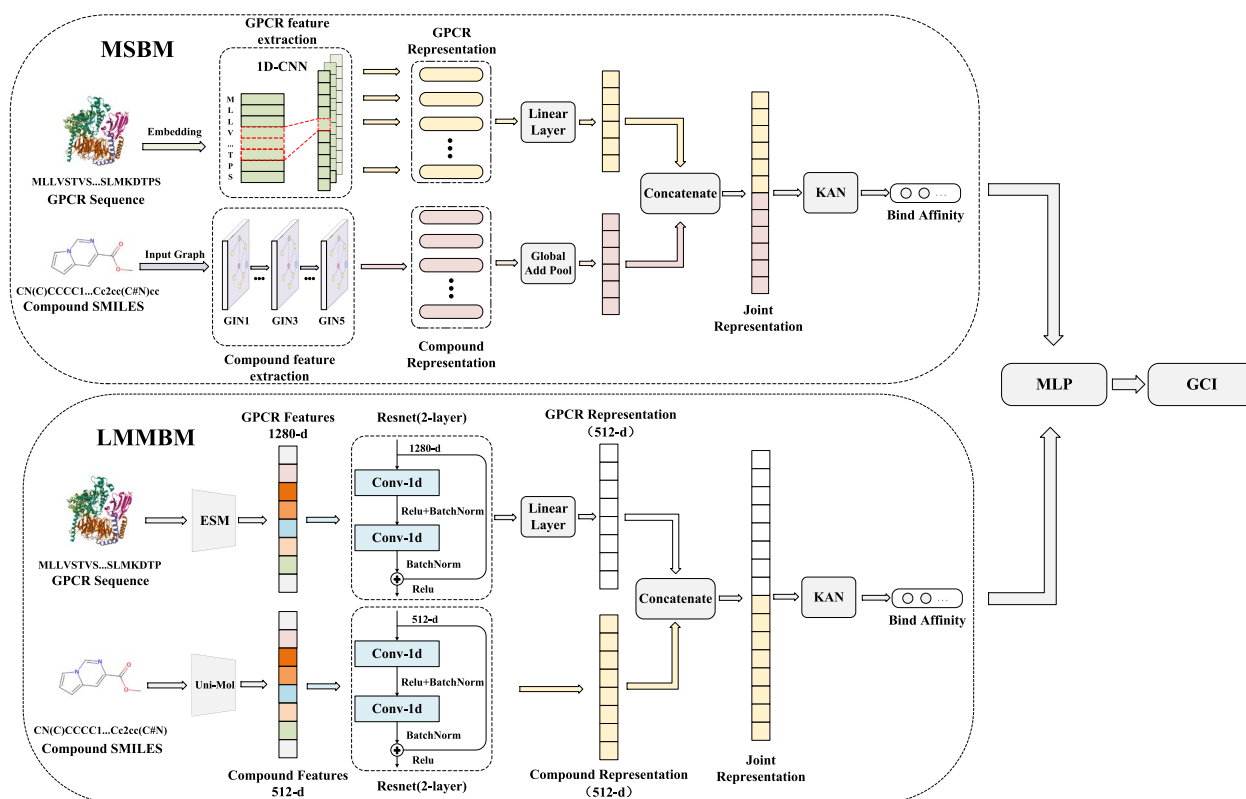 MSBM
GPCR feature
extraction
1D-CNN
M
L
L
V
...
T
P
S
GPCR
Representation
Embedding
MLLVSTVS...SLMKDTPS
GPCR Sequence
Linear
Layer
Concatenate
KAN
Bind Affinity
Input Graph
CN(C)CCCC1...Cc2cc(C#N)cc
Compound SMILES
GIN1
GIN3
GIN5
Compound feature
extraction
Compound
Representation
Global
Add Pool
Joint
Representation
MLP
GCI
LMMBM
GPCR Features
1280-d
Resnet(2-layer)
1280-d
Conv-1d
Relu+BatchNorm
Conv-1d
BatchNorm
Relu
GPCR Representation
(512-d)
ESM
MLLVSTVS...SLMKDTP
GPCR Sequence
Linear
Layer
Concatenate
KAN
Bind Affinity
512-d
Conv-1d
Relu+BatchNorm
Conv-1d
BatchNorm
Relu
N
N
O
O
Uni-Mol
CN(C)CCCC1...Cc2cc(C#N)
Compound SMILES
Compound Features
512-d
Resnet(2-layer)
Compound Representation
(512-d)
Joint
Representation